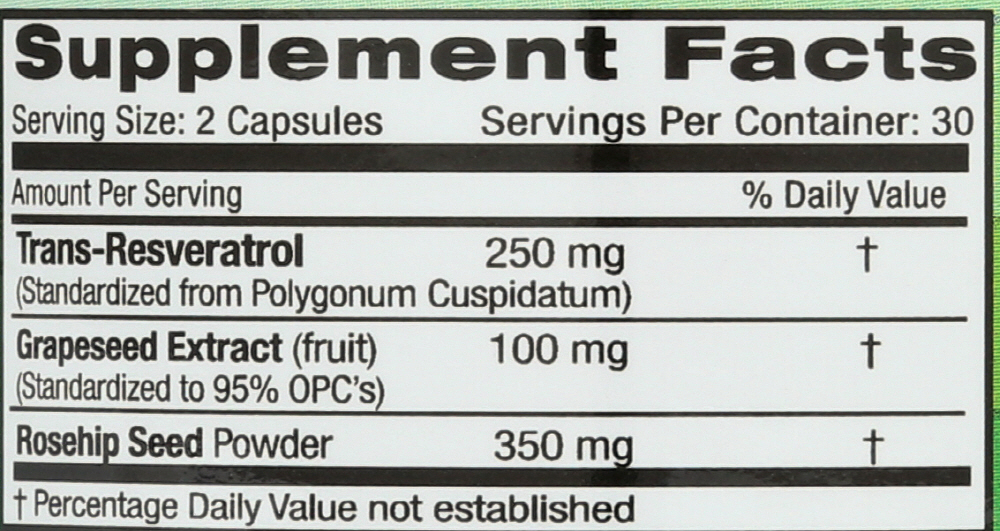 Supplement Facts
Serving Size: 2 Capsules Servings Per Container: 30
Amount Per Serving % Daily Value
Trans-Resveratrol 250 mg †
(Standardized from Polygonum Cuspidatum)
Grapeseed Extract (fruit) 100 mg †
(Standardized to 95% OPC's)
Rosehip Seed Powder 350 mg †
† Percentage Daily Value not established